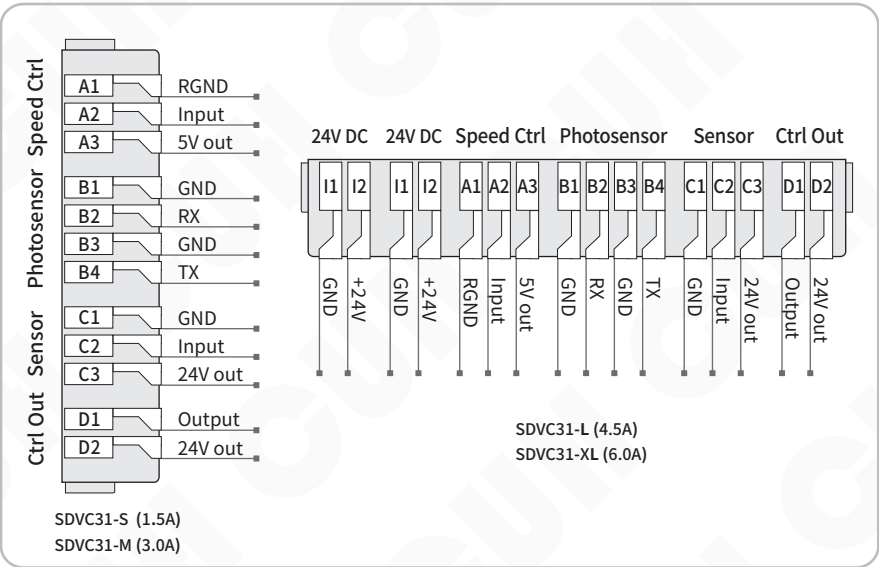 Speed Ctrl
A1 RGND
A2 Input
A3 5V out
Photosensor
B1 GND
B2 RX
B3 GND
B4 TX
Sensor
C1 GND
C2 Input
C3 24V out
Ctrl Out
D1 Output
D2 24V out
SDVC31-S (1.5A)
SDVC31-M (3.0A)
24V DC 24V DC Speed Ctrl Photosensor Sensor Ctrl Out
I1 I2 I1 I2 A1 A2 A3 B1 B2 B3 B4 C1 C2 C3 D1 D2
GND +24V GND +24V RGND Input 5V out GND RX GND TX GND Input 24V out Output 24V out
SDVC31-L (4.5A)
SDVC31-XL (6.0A)